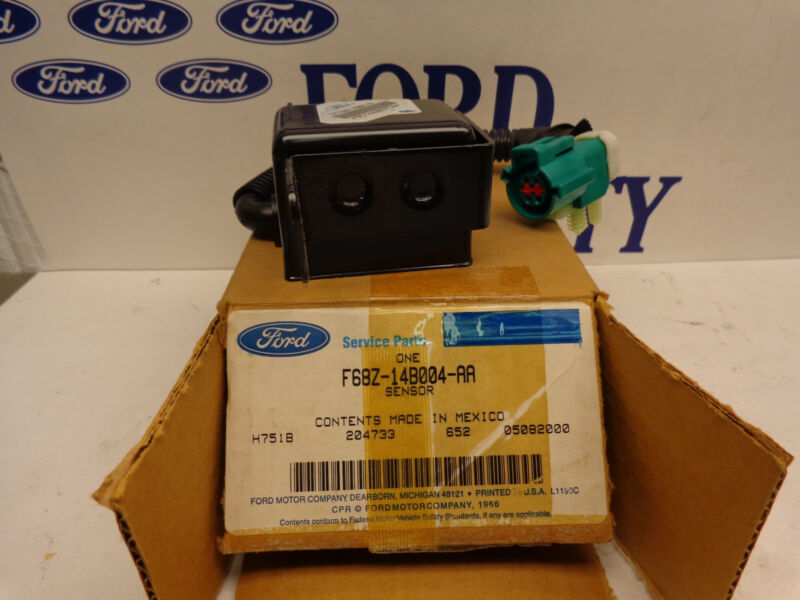 Ford
Ford
Ford
Ford
Ford
FORD
Ford
Service Parts
ONE
F68Z-14B004-AA
SENSOR
CONTENTS MADE IN MEXICO
H751B 204733 652 05082000
FORD MOTOR COMPANY, DEARBORN, MICHIGAN 48121 • PRINTED IN U.S.A. L1190C
CPR © FORD MOTOR COMPANY, 1966
Contents conform to Federal Motor Vehicle Safety Standards, if any are applicable.